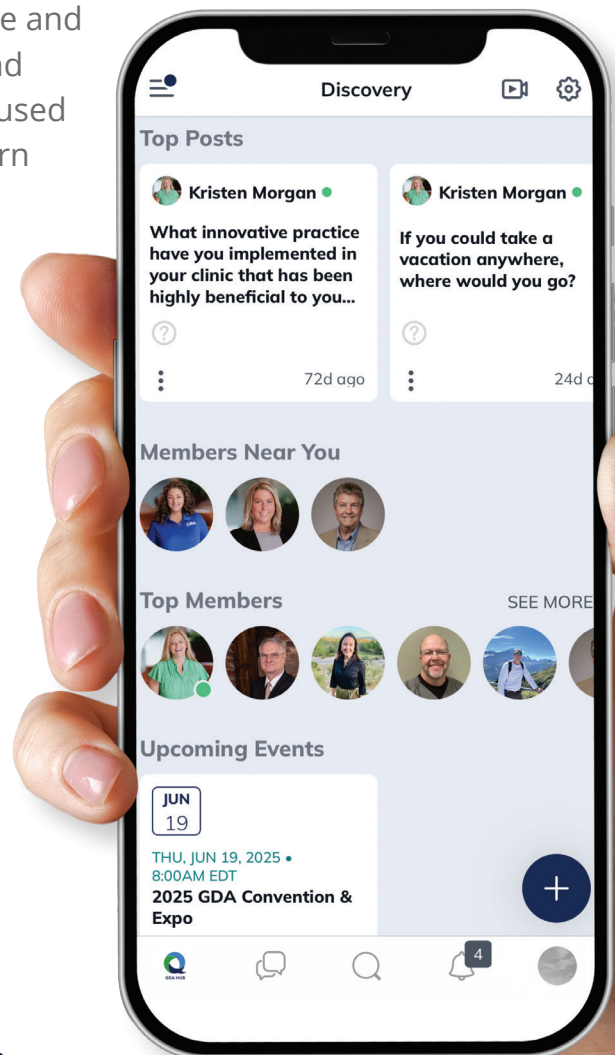 e and
nd
used
rn
Discovery
Top Posts
Kristen Morgan
What innovative practice
have you implemented in
your clinic that has been
highly beneficial to you...
72d ago
Kristen Morgan
If you could take a
vacation anywhere,
where would you go?
24d
Members Near You
Top Members
SEE MORE
Upcoming Events
JUN
19
THU, JUN 19, 2025 •
8:00AM EDT
2025 GDA Convention &
Expo
GDA HUB
4